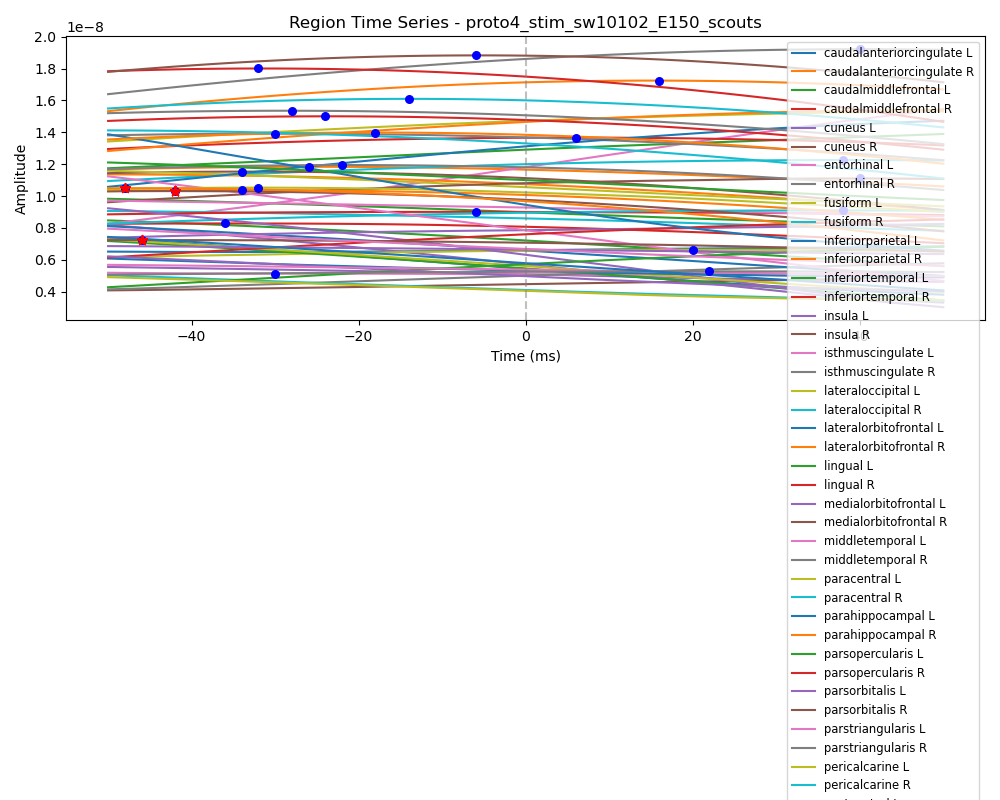 Region Time Series - proto4_stim_sw10102_E150_scouts
1e−8
2.0
1.8
1.6
1.4
1.2
1.0
0.8
0.6
0.4
Amplitude
−40
−20
0
20
Time (ms)
caudalanteriorcingulate L
caudalanteriorcingulate R
caudalmiddlefrontal L
caudalmiddlefrontal R
cuneus L
cuneus R
entorhinal L
entorhinal R
fusiform L
fusiform R
inferiorparietal L
inferiorparietal R
inferiortemporal L
inferiortemporal R
insula L
insula R
isthmuscingulate L
isthmuscingulate R
lateraloccipital L
lateraloccipital R
lateralorbitofrontal L
lateralorbitofrontal R
lingual L
lingual R
medialorbitofrontal L
medialorbitofrontal R
middletemporal L
middletemporal R
paracentral L
paracentral R
parahippocampal L
parahippocampal R
parsopercularis L
parsopercularis R
parsorbitalis L
parsorbitalis R
parstriangularis L
parstriangularis R
pericalcarine L
pericalcarine R